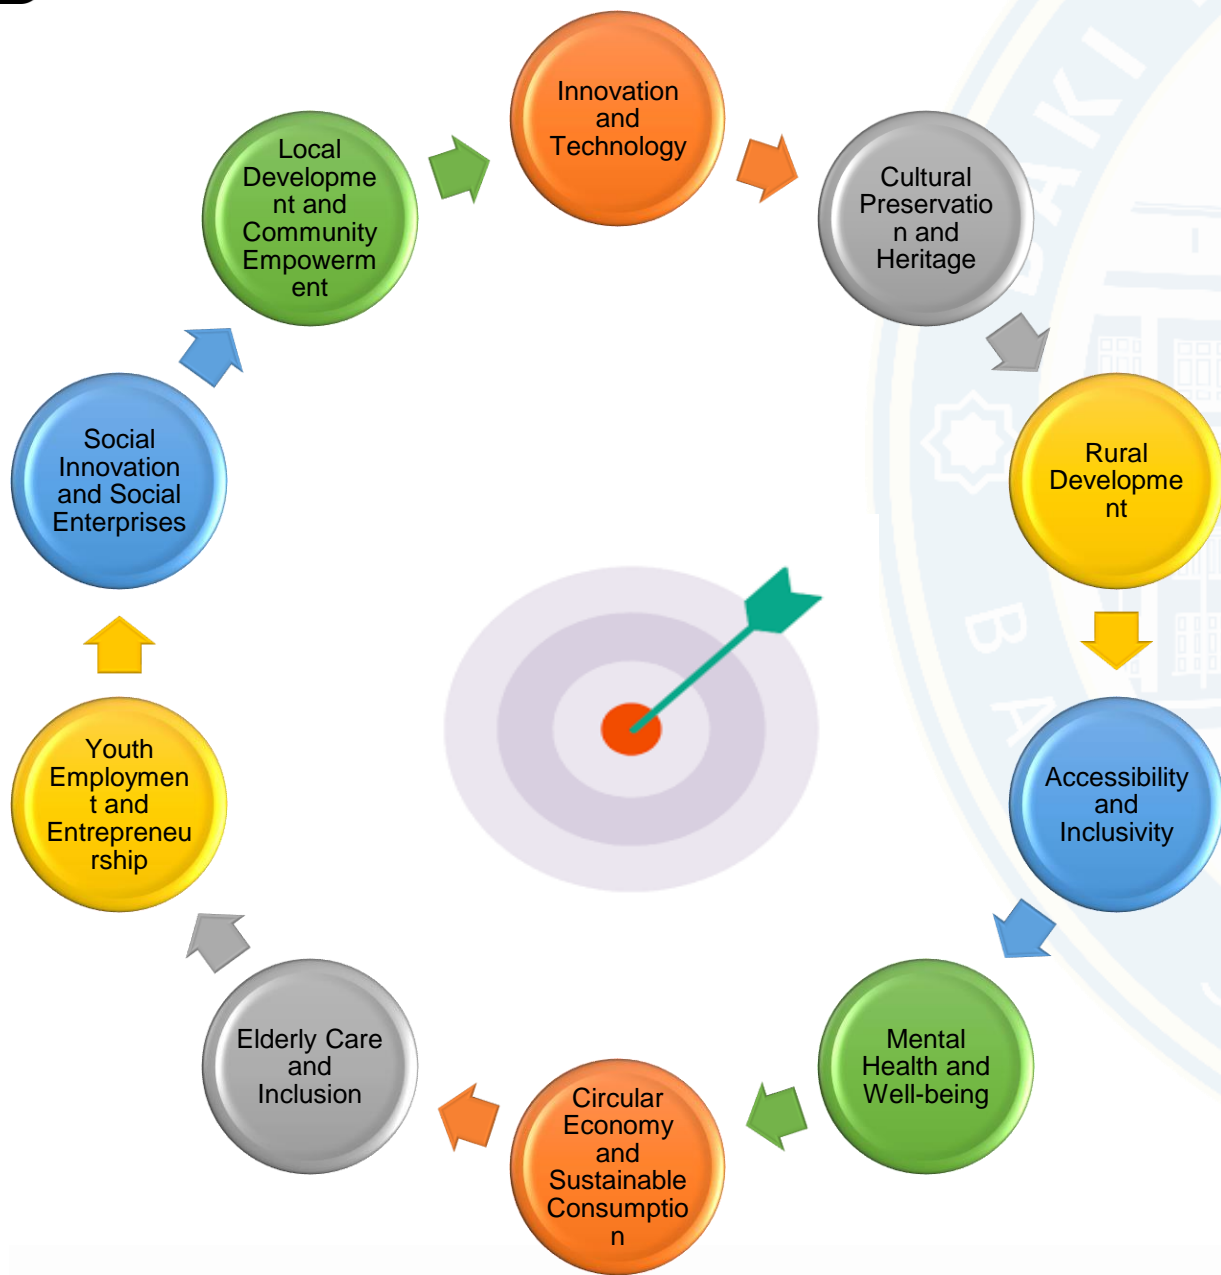 Innovation
and
Technology
Cultural
Preservatio
n and
Heritage
Rural
Developme
nt
Accessibility
and
Inclusivity
Mental
Health and
Well-being
Circular
Economy
and
Sustainable
Consumptio
n
Elderly Care
and
Inclusion
Youth
Employmen
t and
Entrepreneu
rship
Social
Innovation
and Social
Enterprises
Local
Developme
nt and
Community
Empowerm
ent
BAKI
BA